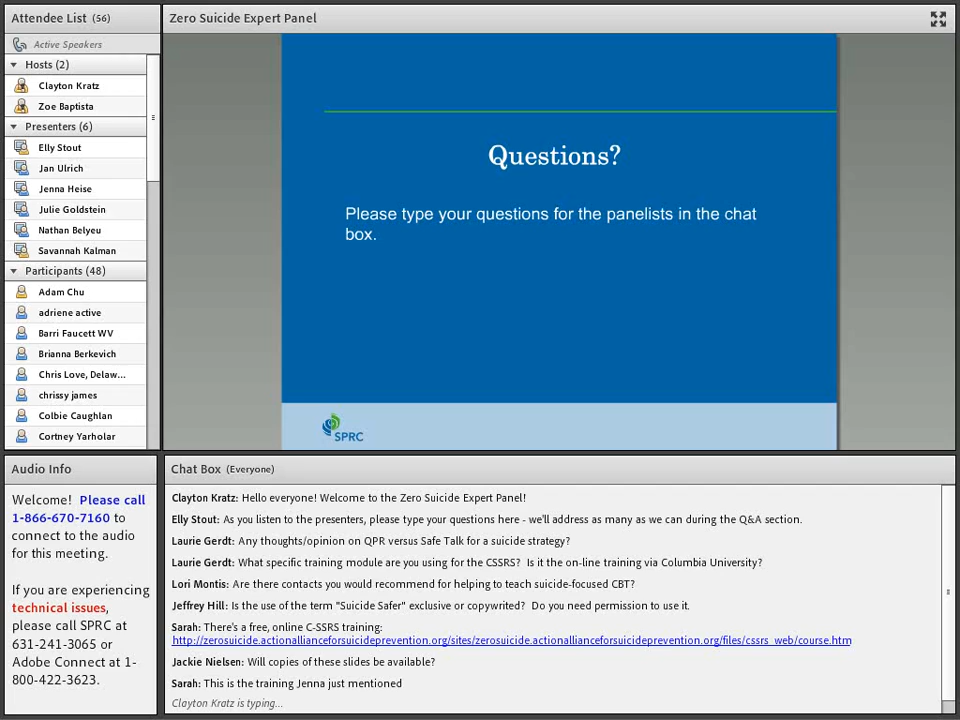 Attendee List (56)
Active Speakers
Hosts (2)
Clayton Kratz
Zoe Baptista
Presenters (6)
Elly Stout
Jan Ulrich
Jenna Heise
Julie Goldstein
Nathan Belyeu
Savannah Kalman
Participants (48)
Adam Chu
adriene active
Barri Faucett WV
Brianna Berkevich
Chris Love, Delaw...
chrissy james
Colbie Caughlan
Cortney Yarholar
Zero Suicide Expert Panel
Questions?
Please type your questions for the panelists in the chat
box.
SPRC
Audio Info
Welcome! Please call
1-866-670-7160 to
connect to the audio
for this meeting.
If you are experiencing
technical issues,
please call SPRC at
631-241-3065 or
Adobe Connect at 1-
800-422-3623.
Chat Box (Everyone)
Clayton Kratz: Hello everyone! Welcome to the Zero Suicide Expert Panel!
Elly Stout: As you listen to the presenters, please type your questions here - we'll address as many as we can during the Q&A section.
Laurie Gerdt: Any thoughts/opinion on QPR versus Safe Talk for a suicide strategy?
Laurie Gerdt: What specific training module are you using for the CSSRS? Is it the on-line training via Columbia University?
Lori Montis: Are there contacts you would recommend for helping to teach suicide-focused CBT?
Jeffrey Hill: Is the use of the term "Suicide Safer" exclusive or copywrited? Do you need permission to use it.
Sarah: There's a free, online C-SSRS training:
http://zerosuicide.actionallianceforsuicideprevention.org/sites/zerosuicide.actionallianceforsuicideprevention.org/files/cssrs_web/course.htm
Jackie Nielsen: Will copies of these slides be available?
Sarah: This is the training Jenna just mentioned
Clayton Kratz is typing...